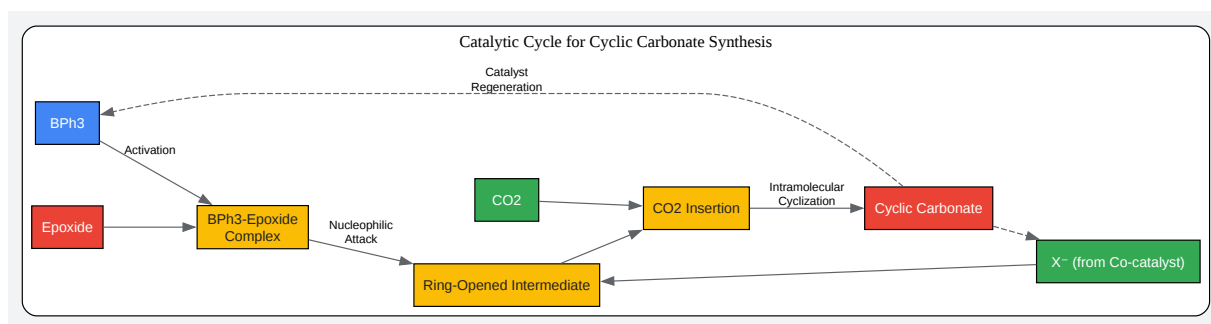 Catalytic Cycle for Cyclic Carbonate Synthesis
Catalyst
Regeneration
BPh3
Activation
Epoxide
BPh3-Epoxide
Complex
Nucleophilic
Attack
CO2
Ring-Opened Intermediate
CO2 Insertion
Intramolecular
Cyclization
Cyclic Carbonate
X⁻ (from Co-catalyst)